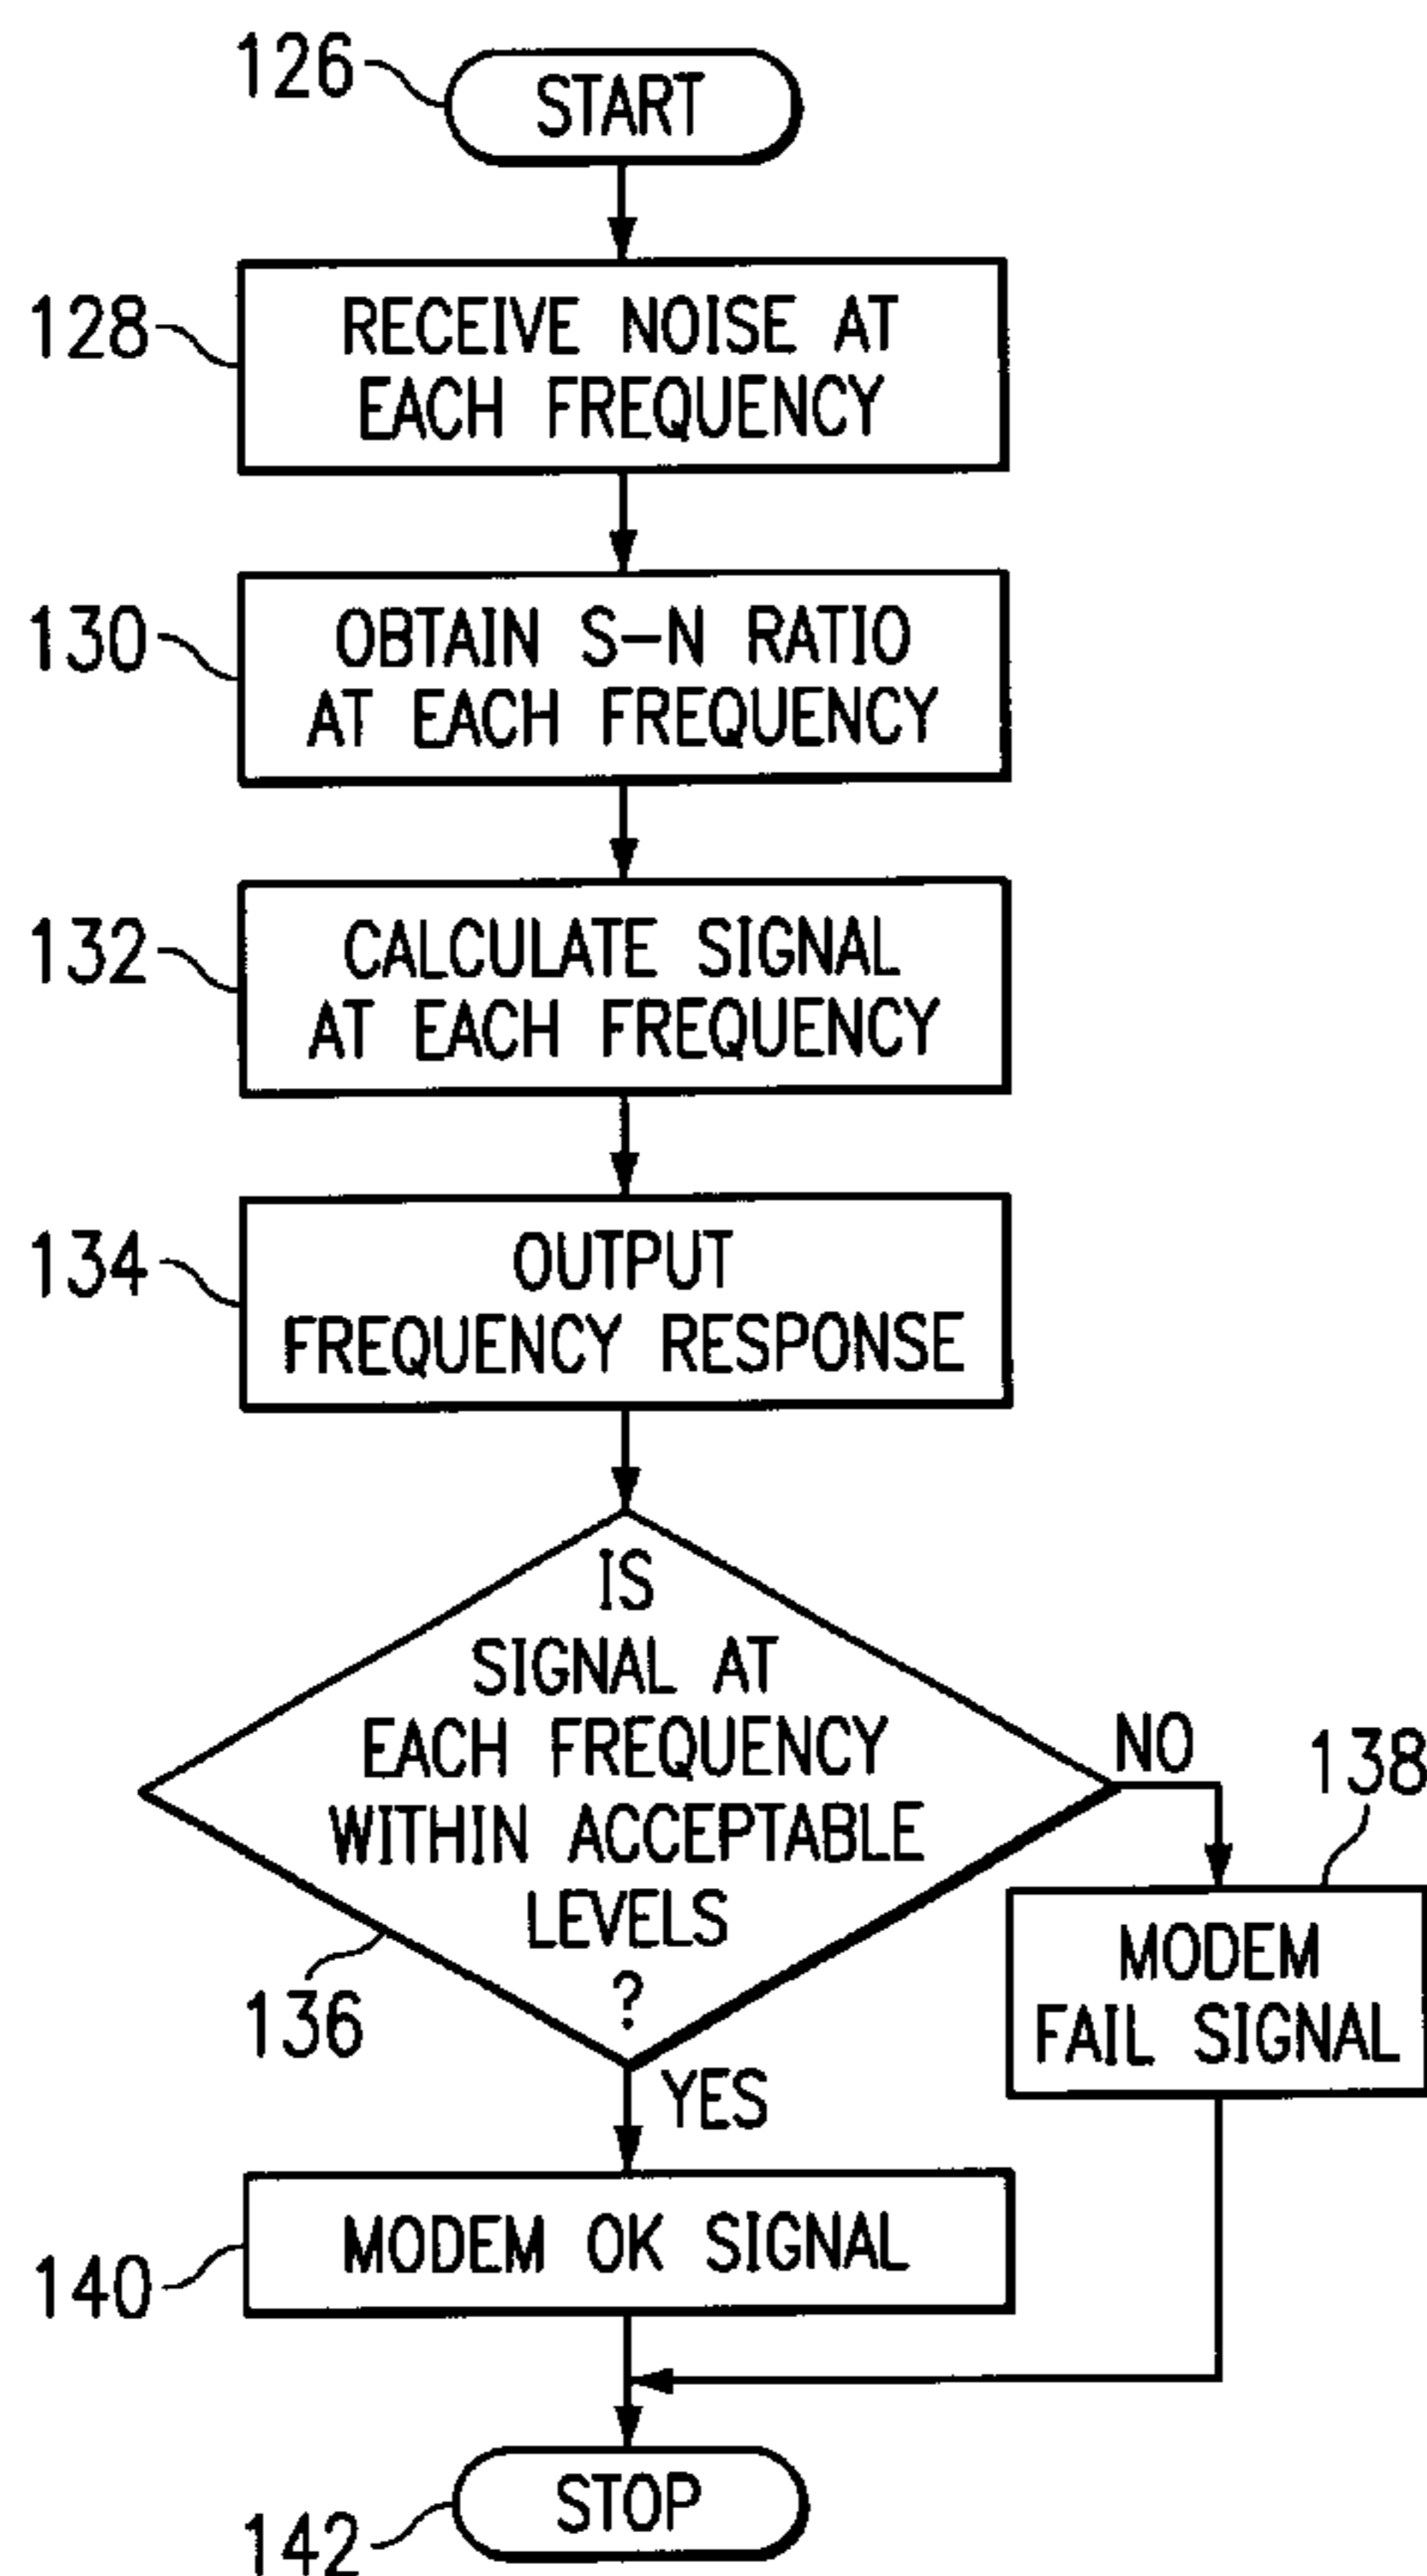 126
START
128
RECEIVE NOISE AT
EACH FREQUENCY
130
OBTAIN S-N RATIO
AT EACH FREQUENCY
132
CALCULATE SIGNAL
AT EACH FREQUENCY
134
OUTPUT
FREQUENCY RESPONSE
IS
SIGNAL AT
EACH FREQUENCY
WITHIN ACCEPTABLE
LEVELS
?
136
NO
138
MODEM
FAIL SIGNAL
YES
140
MODEM OK SIGNAL
142
STOP